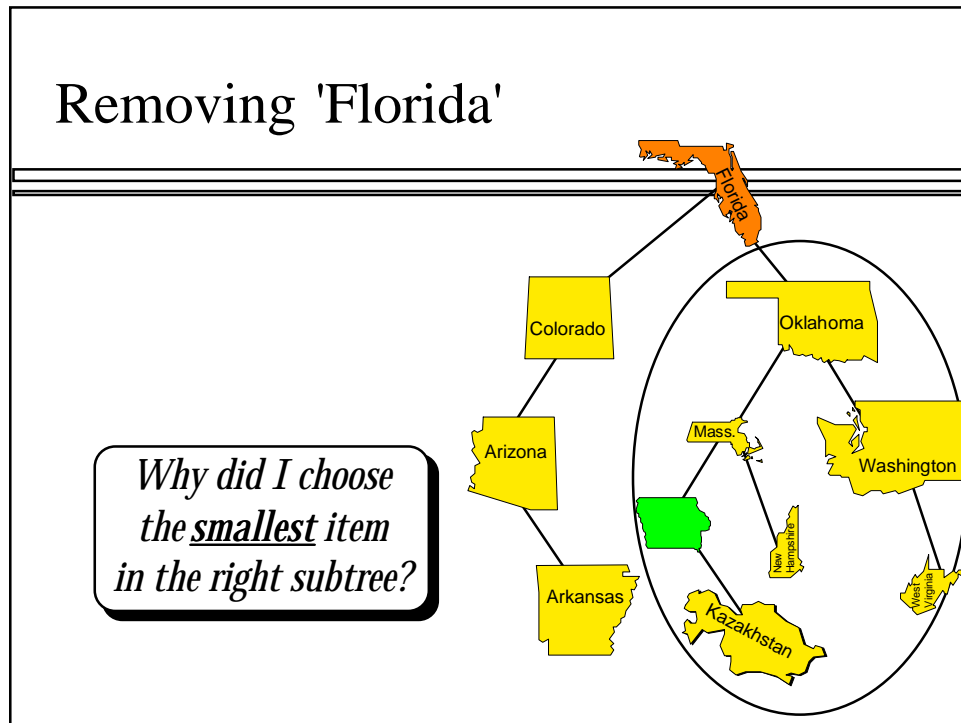 Removing 'Florida'
Florida
Colorado
Oklahoma
Mass.
Arizona
Washington
Why did I choose
the smallest item
in the right subtree?
New
Hampshire
West
Virginia
Arkansas
Kazakhstan